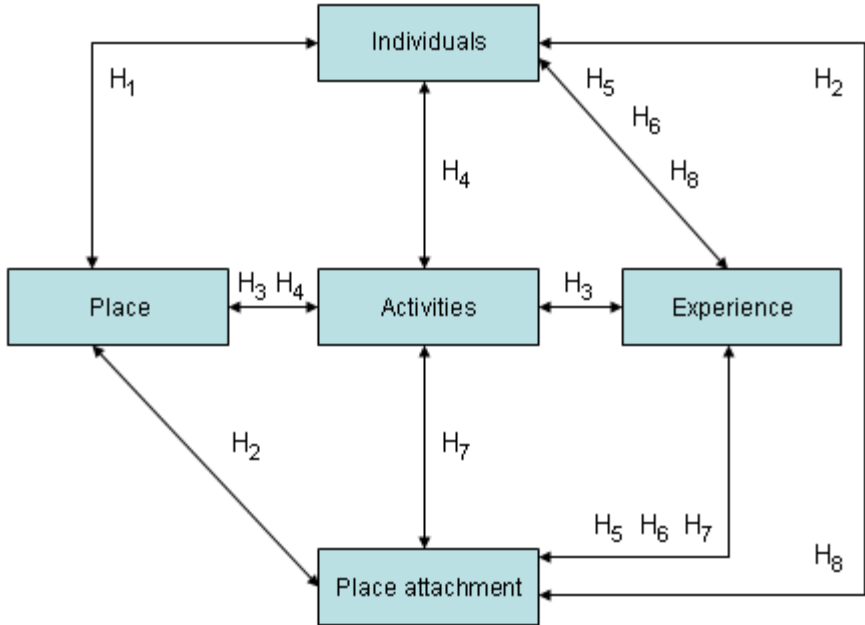 Individuals
H₁
H₅
H₂
H₆
H₄
H₈
Place
H₃ H₄
Activities
H₃
Experience
H₂
H₇
H₅ H₆ H₇
H₈
Place attachment